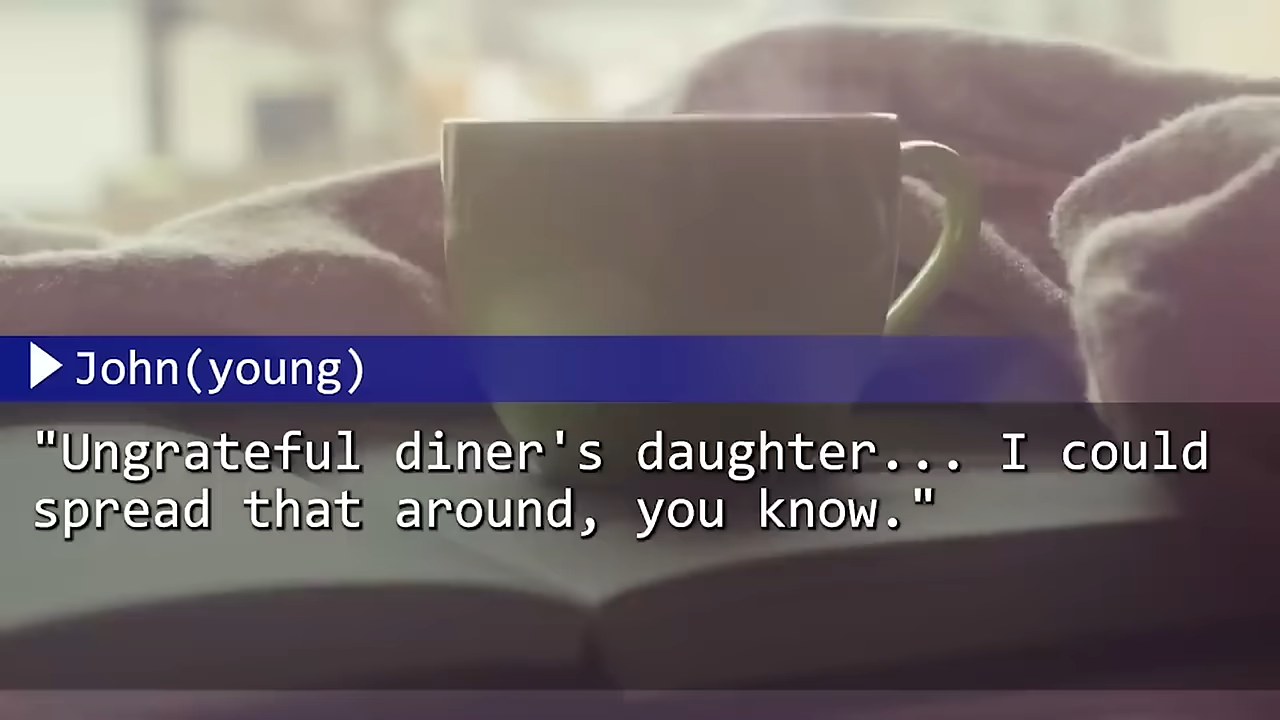 John(young)
"Ungrateful diner's daughter... I could
spread that around, you know."